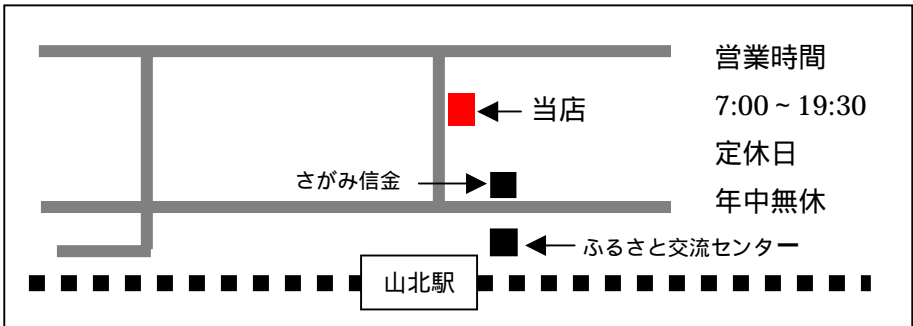 営業時間
7:00～19:30
定休日
年中無休
当店
さがみ信金
ふるさと交流センター
山北駅